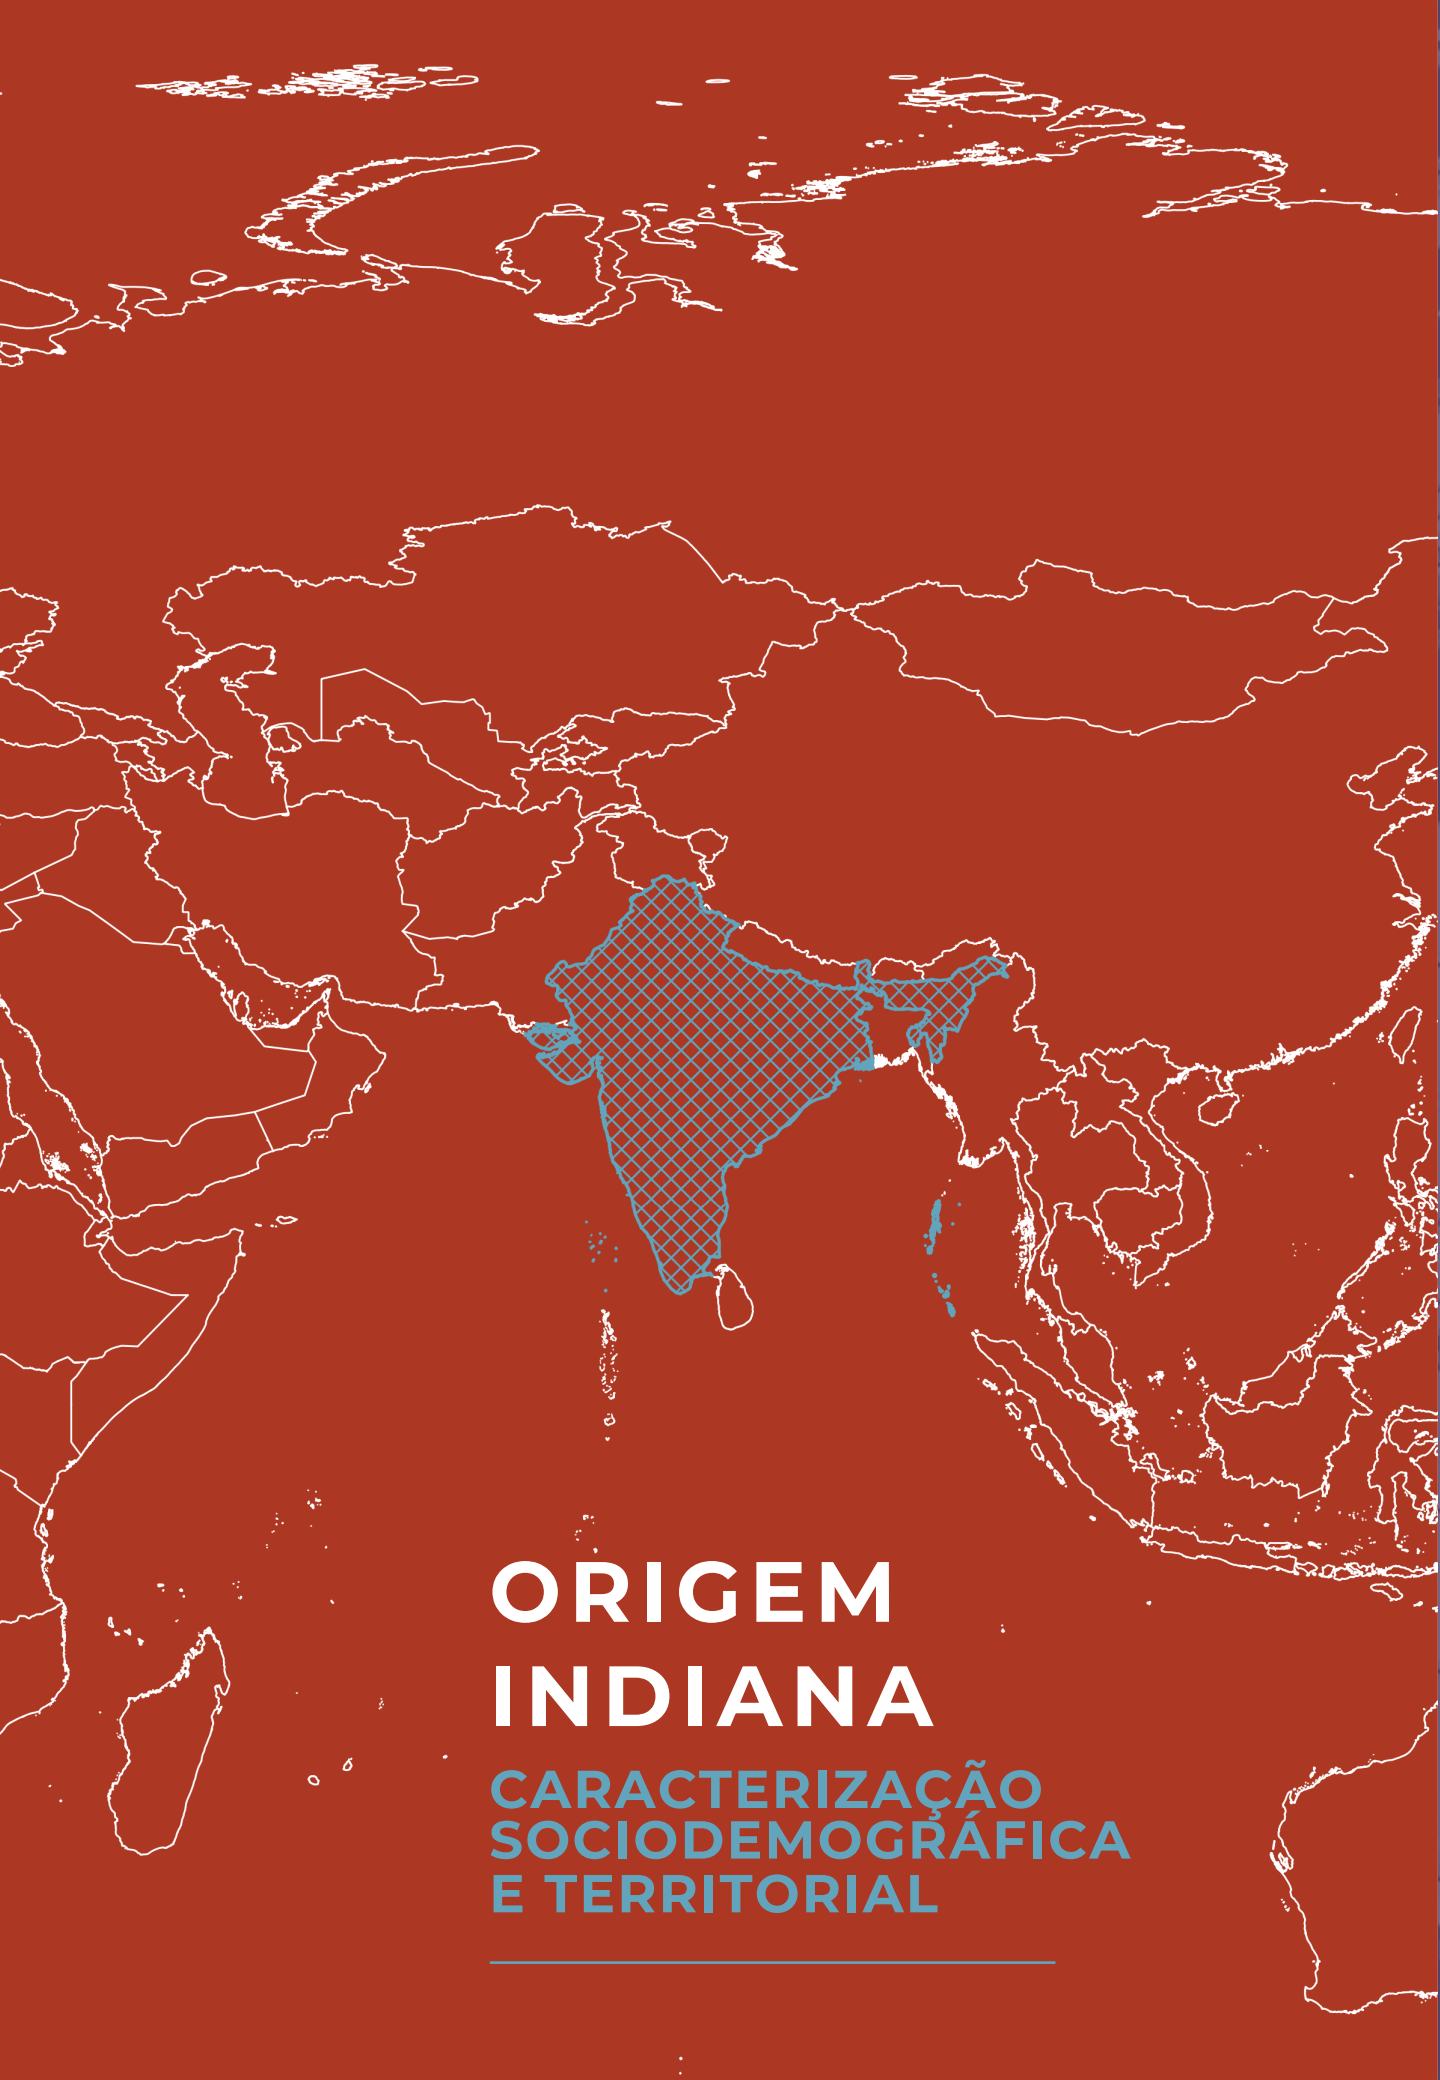 ORIGEM
INDIANA
CARACTERIZAÇÃO
SOCIODEMOGRÁFICA
E TERRITORIAL